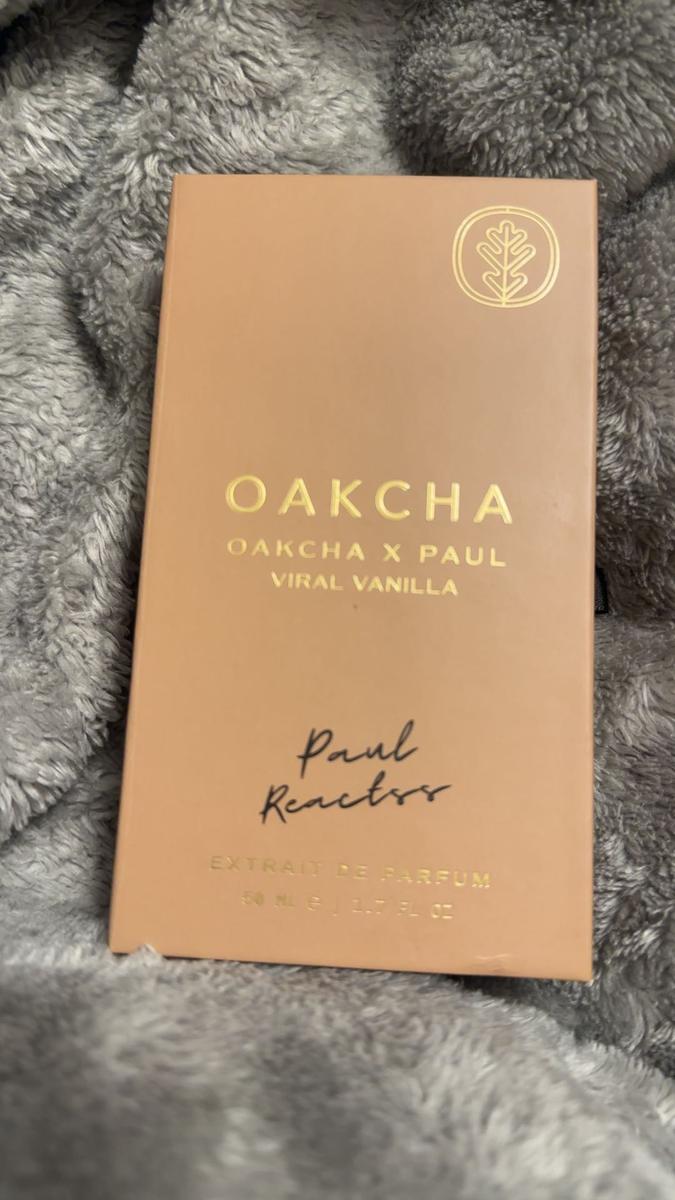 OAKCHA
OAKCHA X PAUL
VIRAL VANILLA
Paul
Reactss
EXTRAIT DE PARFUM
50 ML ℮ | 1.7 FL OZ